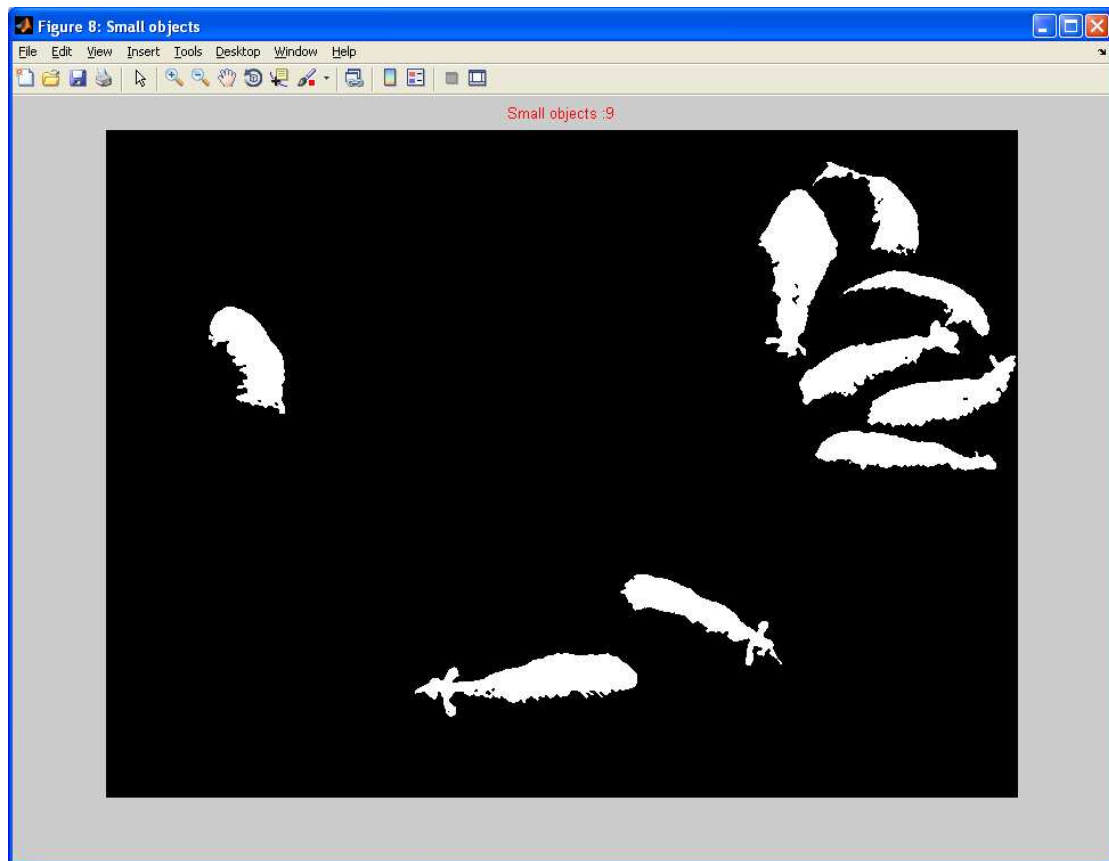 Figure 8: Small objects
File Edit View Insert Tools Desktop Window Help
Small objects :9